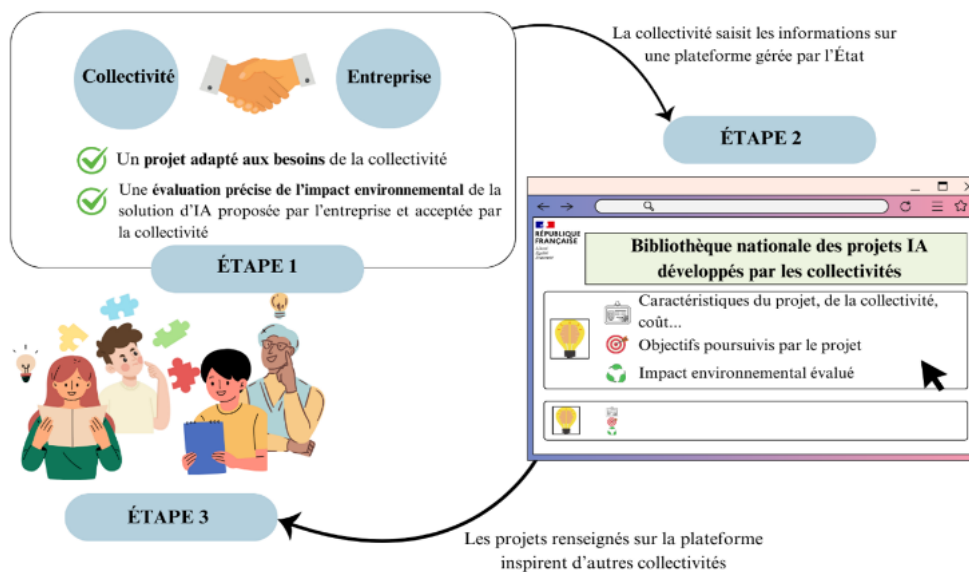 Collectivité
Entreprise
Un projet adapté aux besoins de la collectivité
Une évaluation précise de l'impact environnemental de la
solution d'IA proposée par l'entreprise et acceptée par
la collectivité
ÉTAPE 1
La collectivité saisit les informations sur
une plateforme gérée par l'État
ÉTAPE 2
RÉPUBLIQUE
FRANÇAISE
Bibliothèque nationale des projets IA
développés par les collectivités
Caractéristiques du projet, de la collectivité,
coût...
Objectifs poursuivis par le projet
Impact environnemental évalué
ÉTAPE 3
Les projets renseignés sur la plateforme
inspirent d'autres collectivités